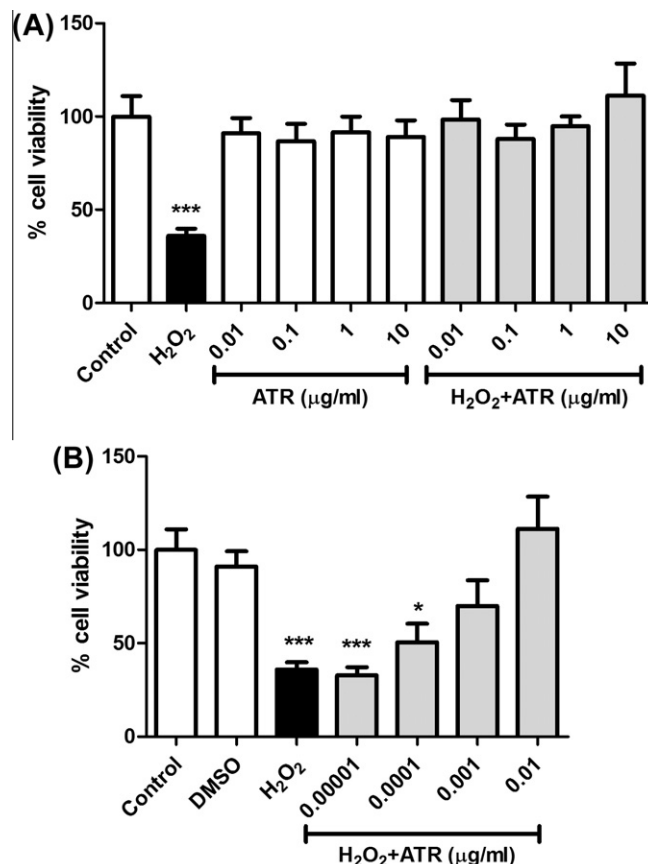 (A)
150
100
50
0
% cell viability
***
Control
H₂O₂
0.01
0.1
1
10
0.01
0.1
1
10
ATR (µg/ml)
H₂O₂+ATR (µg/ml)
(B)
150
100
50
0
% cell viability
***
***
*
Control
DMSO
H₂O₂
0.00001
0.0001
0.001
0.01
H₂O₂+ATR (µg/ml)